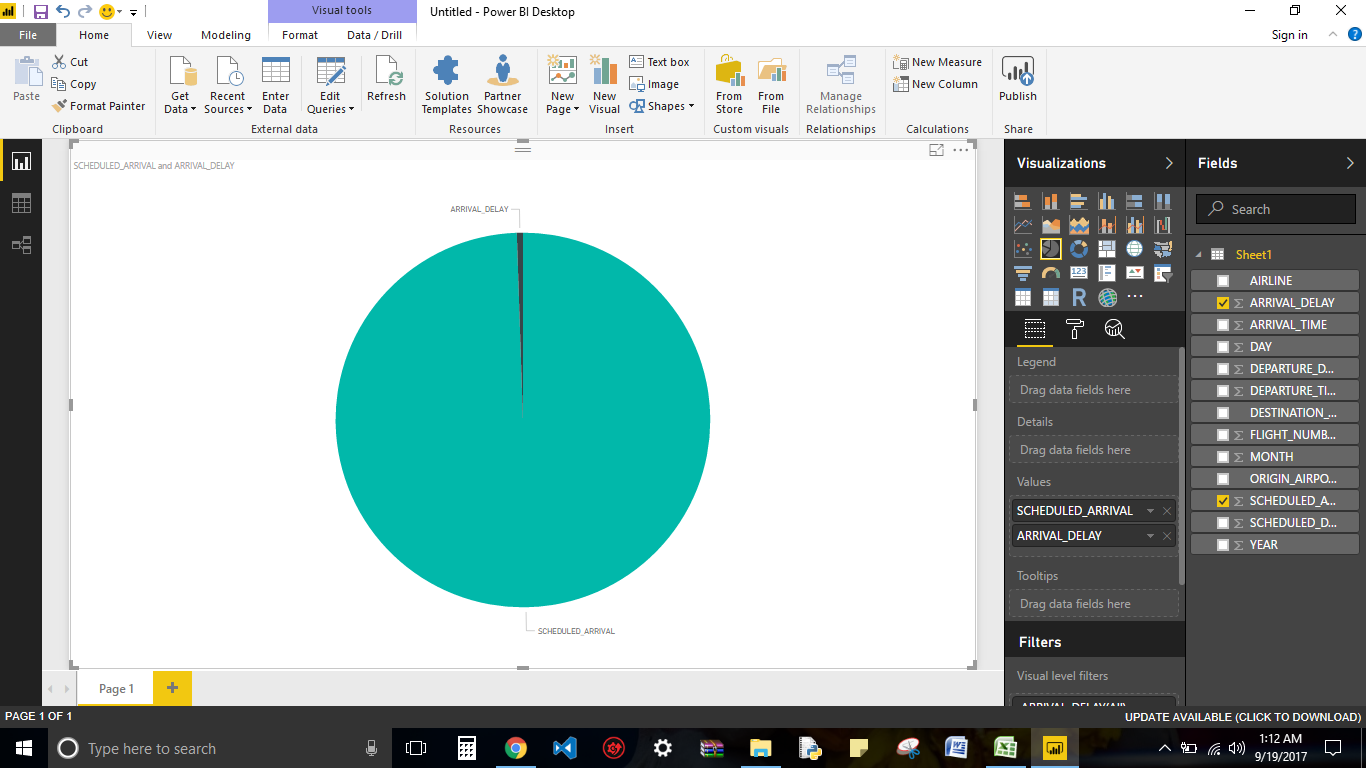 Visual tools
Untitled - Power BI Desktop
File
Home
View
Modeling
Format
Data / Drill
Sign in
Paste
Cut
Copy
Format Painter
Clipboard
Get Data
Recent Sources
Enter Data
Edit Queries
Refresh
External data
Solution Templates
Partner Showcase
Resources
New Page
New Visual
Text box
Image
Shapes
Insert
From Store
From File
Custom visuals
Manage Relationships
Relationships
New Measure
New Column
Calculations
Publish
Share
SCHEDULED_ARRIVAL and ARRIVAL_DELAY
ARRIVAL_DELAY
SCHEDULED_ARRIVAL
Visualizations
R
123
Legend
Drag data fields here
Details
Drag data fields here
Values
SCHEDULED_ARRIVAL
ARRIVAL_DELAY
Tooltips
Drag data fields here
Filters
Visual level filters
ARRIVAL_DELAY(All)
Fields
Search
Sheet1
AIRLINE
ARRIVAL_DELAY
ARRIVAL_TIME
DAY
DEPARTURE_D...
DEPARTURE_TI...
DESTINATION_...
FLIGHT_NUMB...
MONTH
ORIGIN_AIRPO...
SCHEDULED_A...
SCHEDULED_D...
YEAR
Page 1
PAGE 1 OF 1
UPDATE AVAILABLE (CLICK TO DOWNLOAD)
Type here to search
1:12 AM
9/19/2017